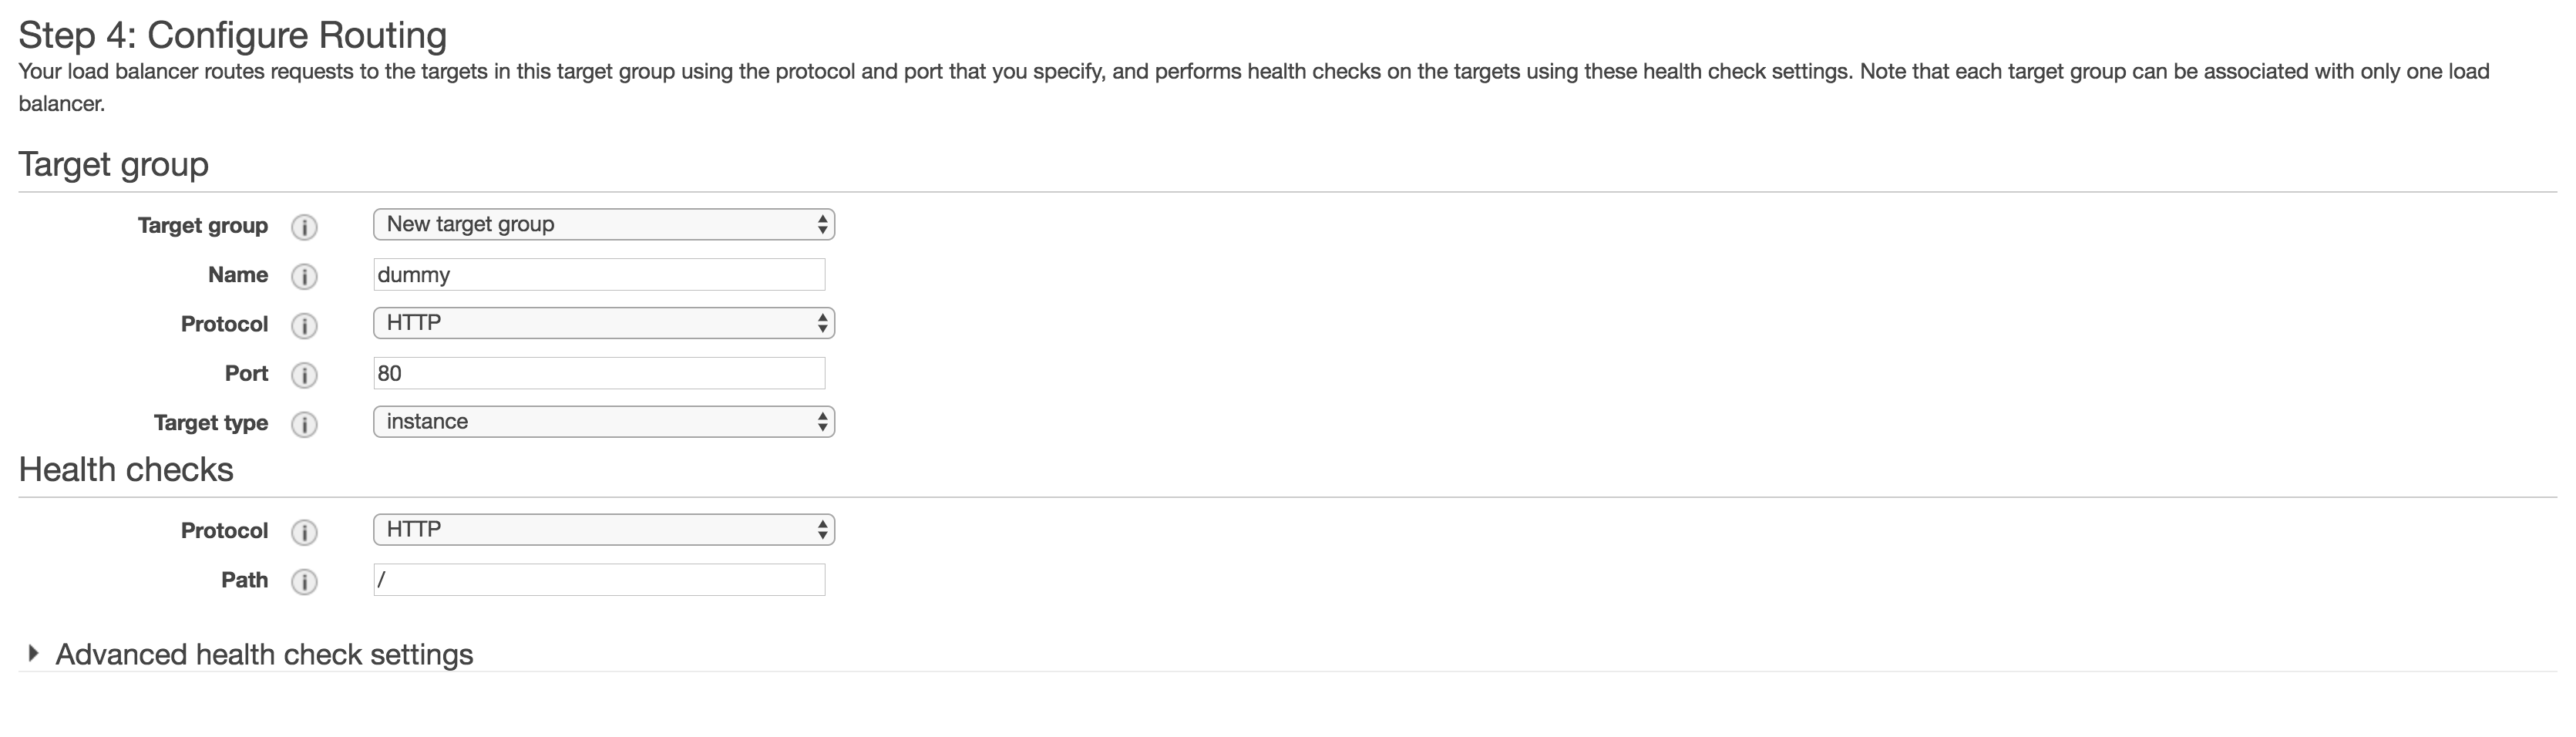 Step 4: Configure Routing
Your load balancer routes requests to the targets in this target group using the protocol and port that you specify, and performs health checks on the targets using these health check settings. Note that each target group can be associated with only one load
balancer.
Target group
Target group i New target group
Name i dummy
Protocol i HTTP
Port i 80
Target type i instance
Health checks
Protocol i HTTP
Path i /
Advanced health check settings